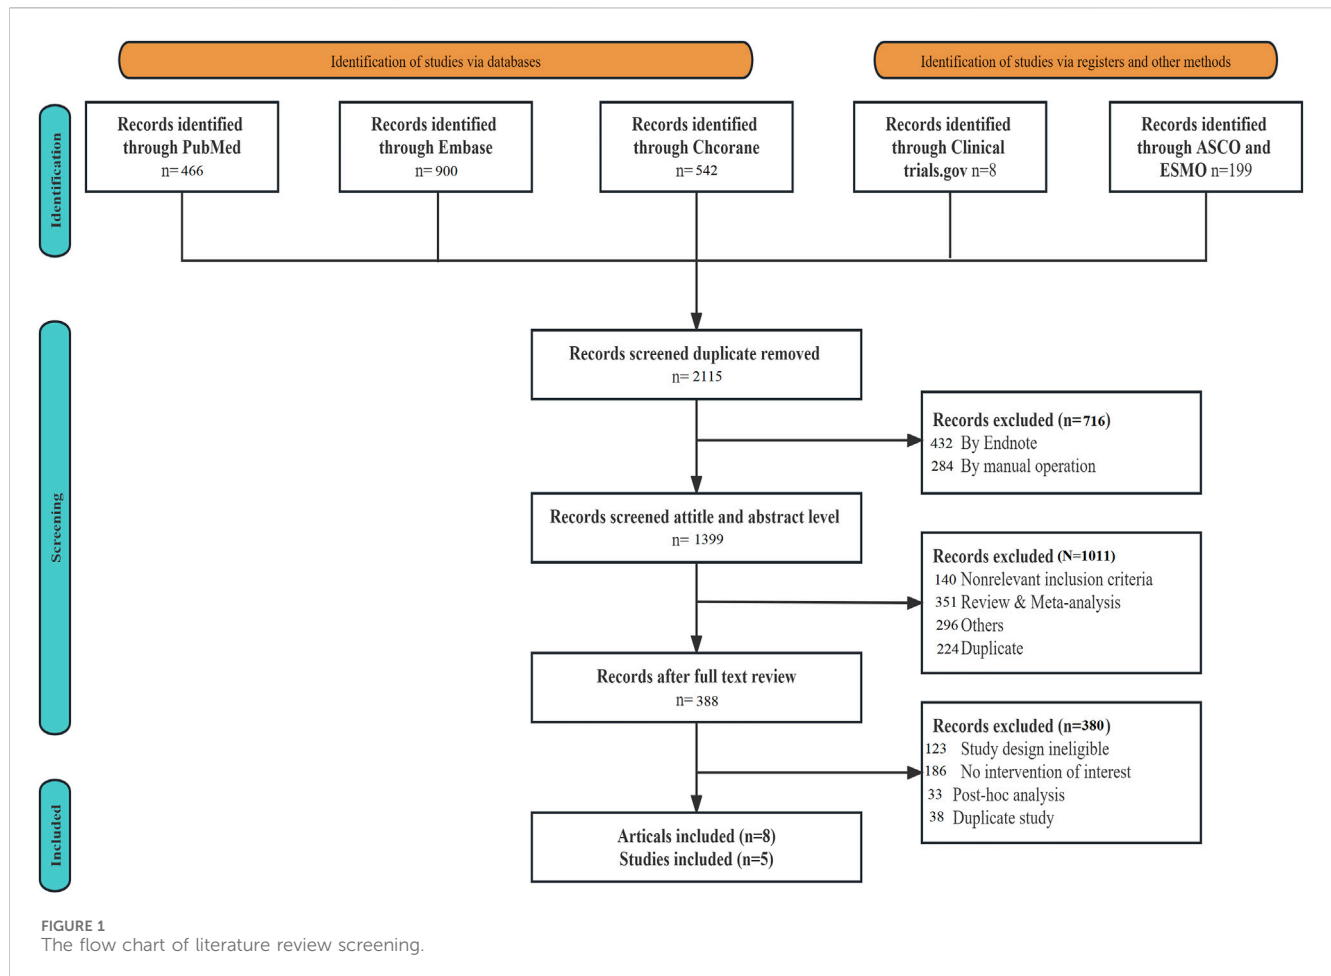 Identification of studies via databases
Identification of studies via registers and other methods
Identification
Records identified
through PubMed
n= 466
Records identified
through Embase
n= 900
Records identified
through Chcorane
n= 542
Records identified
through Clinical
trials.gov n=8
Records identified
through ASCO and
ESMO n=199
Screening
Records screened duplicate removed
n= 2115
Records excluded (n=716)
432 By Endnote
284 By manual operation
Records screened attitle and abstract level
n= 1399
Records excluded (N=1011)
140 Nonrelevant inclusion criteria
351 Review & Meta-analysis
296 Others
224 Duplicate
Records after full text review
n= 388
Records excluded (n=380)
123 Study design ineligible
186 No intervention of interest
33 Post-hoc analysis
38 Duplicate study
Included
Articals included (n=8)
Studies included (n=5)
FIGURE 1
The flow chart of literature review screening.